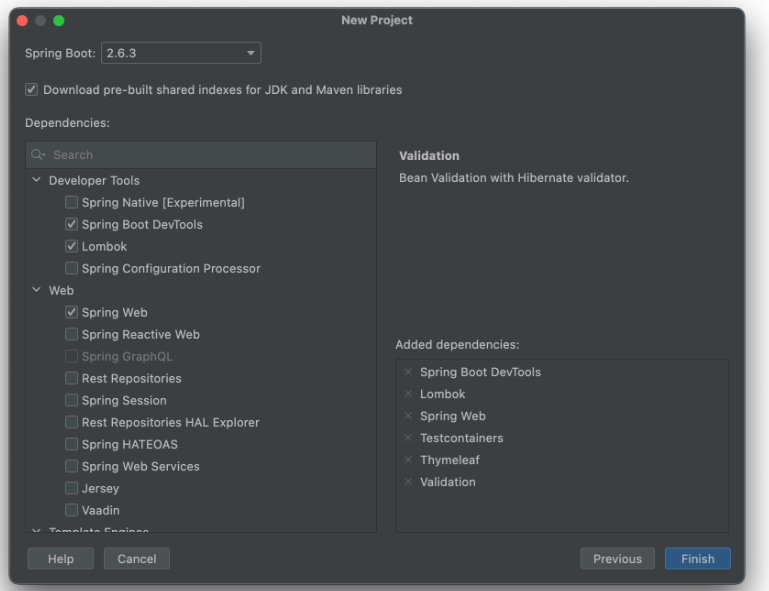 New Project
Spring Boot: 2.6.3
Download pre-built shared indexes for JDK and Maven libraries
Dependencies:
Search
Developer Tools
Spring Native [Experimental]
Spring Boot DevTools
Lombok
Spring Configuration Processor
Web
Spring Web
Spring Reactive Web
Spring GraphQL
Rest Repositories
Spring Session
Rest Repositories HAL Explorer
Spring HATEOAS
Spring Web Services
Jersey
Vaadin
Template Engines
Validation
Bean Validation with Hibernate validator.
Added dependencies:
Spring Boot DevTools
Lombok
Spring Web
Testcontainers
Thymeleaf
Validation
Help Cancel Previous Finish